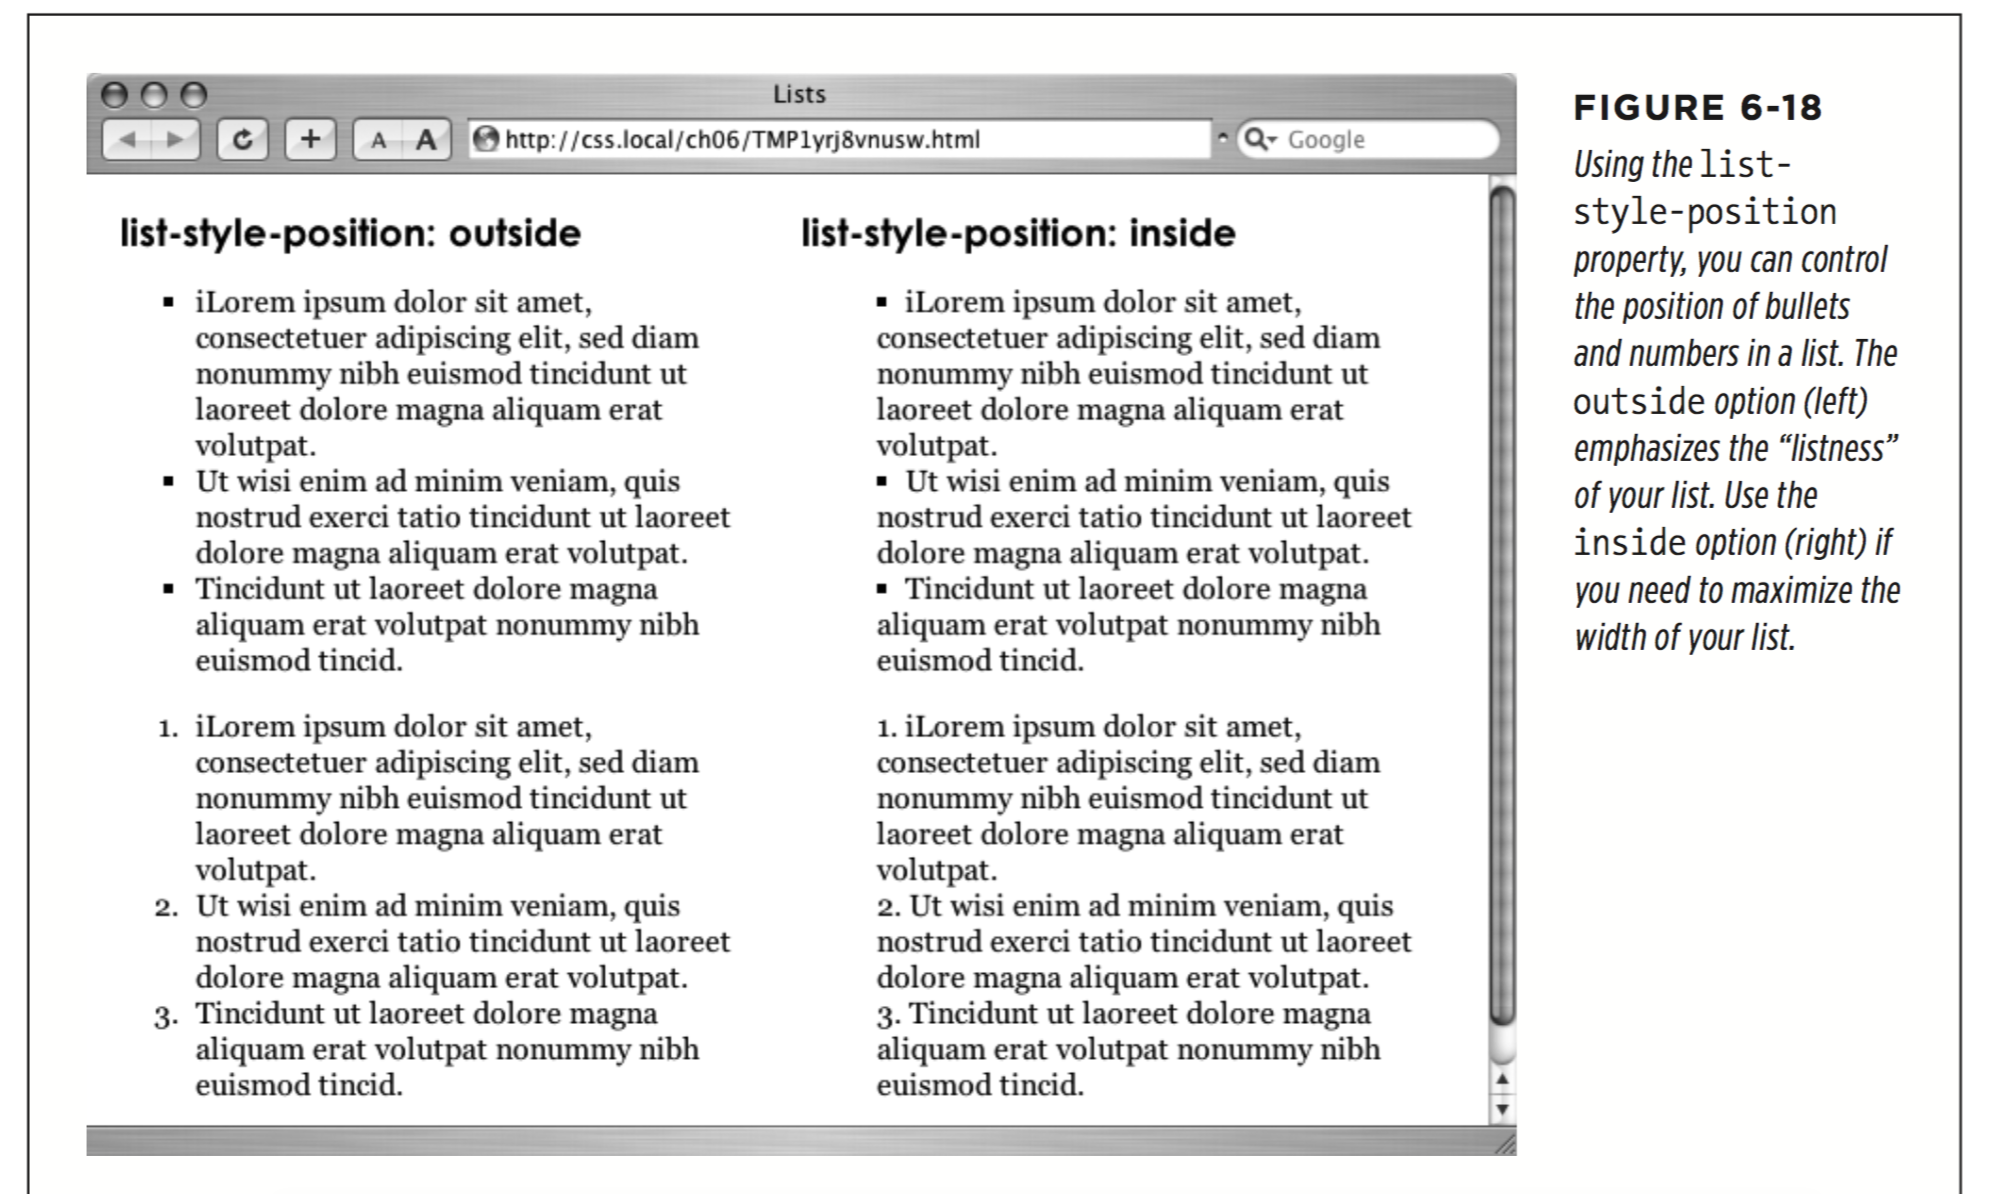 Lists
A A http://css.local/ch06/TMP1yrj8vnusw.html Google
list-style-position: outside
▪ iLorem ipsum dolor sit amet,
consectetuer adipiscing elit, sed diam
nonummy nibh euismod tincidunt ut
laoreet dolore magna aliquam erat
volutpat.
▪ Ut wisi enim ad minim veniam, quis
nostrud exerci tatio tincidunt ut laoreet
dolore magna aliquam erat volutpat.
▪ Tincidunt ut laoreet dolore magna
aliquam erat volutpat nonummy nibh
euismod tincid.
1. iLorem ipsum dolor sit amet,
consectetuer adipiscing elit, sed diam
nonummy nibh euismod tincidunt ut
laoreet dolore magna aliquam erat
volutpat.
2. Ut wisi enim ad minim veniam, quis
nostrud exerci tatio tincidunt ut laoreet
dolore magna aliquam erat volutpat.
3. Tincidunt ut laoreet dolore magna
aliquam erat volutpat nonummy nibh
euismod tincid.
list-style-position: inside
▪ iLorem ipsum dolor sit amet,
consectetuer adipiscing elit, sed diam
nonummy nibh euismod tincidunt ut
laoreet dolore magna aliquam erat
volutpat.
▪ Ut wisi enim ad minim veniam, quis
nostrud exerci tatio tincidunt ut laoreet
dolore magna aliquam erat volutpat.
▪ Tincidunt ut laoreet dolore magna
aliquam erat volutpat nonummy nibh
euismod tincid.
1. iLorem ipsum dolor sit amet,
consectetuer adipiscing elit, sed diam
nonummy nibh euismod tincidunt ut
laoreet dolore magna aliquam erat
volutpat.
2. Ut wisi enim ad minim veniam, quis
nostrud exerci tatio tincidunt ut laoreet
dolore magna aliquam erat volutpat.
3. Tincidunt ut laoreet dolore magna
aliquam erat volutpat nonummy nibh
euismod tincid.
FIGURE 6-18
Using the list-
style-position
property, you can control
the position of bullets
and numbers in a list. The
outside option (left)
emphasizes the “listness”
of your list. Use the
inside option (right) if
you need to maximize the
width of your list.